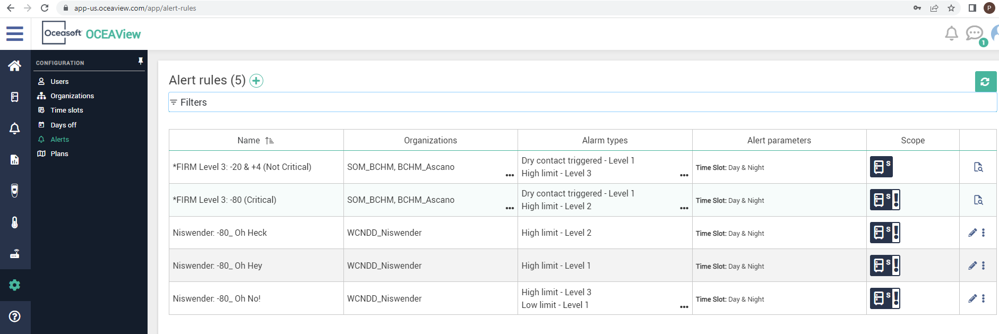 app-us.oceaview.com/app/alert-rules
P
Oceasoft OCEAView
1
CONFIGURATION
Users
Organizations
Time slots
Days off
Alerts
Plans
Alert rules (5)
Filters
Name Organizations Alarm types Alert parameters Scope
*FIRM Level 3: -20 & +4 (Not Critical) SOM_BCHM, BCHM_Ascano ••• Dry contact triggered - Level 1
High limit - Level 3 ••• Time Slot: Day & Night S
*FIRM Level 3: -80 (Critical) SOM_BCHM, BCHM_Ascano ••• Dry contact triggered - Level 1
High limit - Level 2 ••• Time Slot: Day & Night S !
Niswender: -80_ Oh Heck WCNDD_Niswender High limit - Level 2 Time Slot: Day & Night S !
Niswender: -80_ Oh Hey WCNDD_Niswender High limit - Level 1 Time Slot: Day & Night S !
Niswender: -80_ Oh No! WCNDD_Niswender High limit - Level 3
Low limit - Level 1 ••• Time Slot: Day & Night S !